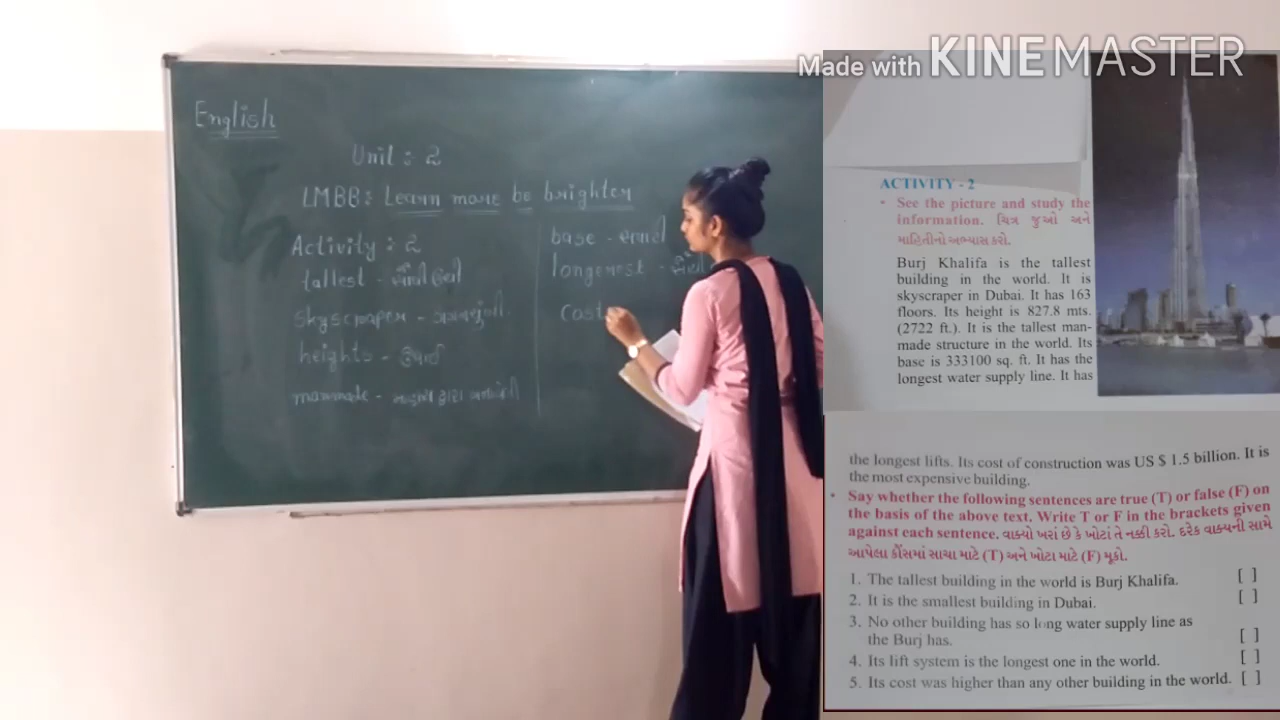 English
Unit : 2
LMBB : Learn more be brighter
Activity : 2
tallest - સૌથી ઊંચી
skyscraper - ગગનચુંબી
heights - ઊંચાઈ
manmade -
base - સપાટી
longerest - સૌથી
Cost
Made with KINEMASTER
ACTIVITY - 2
• See the picture and study the
information. ચિત્ર જુઓ અને
માહિતીનો અભ્યાસ કરો.
Burj Khalifa is the tallest
building in the world. It is
skyscraper in Dubai. It has 163
floors. Its height is 827.8 mts.
(2722 ft.). It is the tallest man-
made structure in the world. Its
base is 333100 sq. ft. It has the
longest water supply line. It has
the longest lifts. Its cost of construction was US $ 1.5 billion. It is
the most expensive building.
• Say whether the following sentences are true (T) or false (F) on
the basis of the above text. Write T or F in the brackets given
against each sentence. વાક્યો ખરાં છે કે ખોટાં તે નક્કી કરો. દરેક વાક્યની સામે
આપેલા કૌંસમાં સાચા માટે (T) અને ખોટા માટે (F) મૂકો.
1. The tallest building in the world is Burj Khalifa. [ ]
2. It is the smallest building in Dubai. [ ]
3. No other building has so long water supply line as
the Burj has. [ ]
4. Its lift system is the longest one in the world. [ ]
5. Its cost was higher than any other building in the world. [ ]